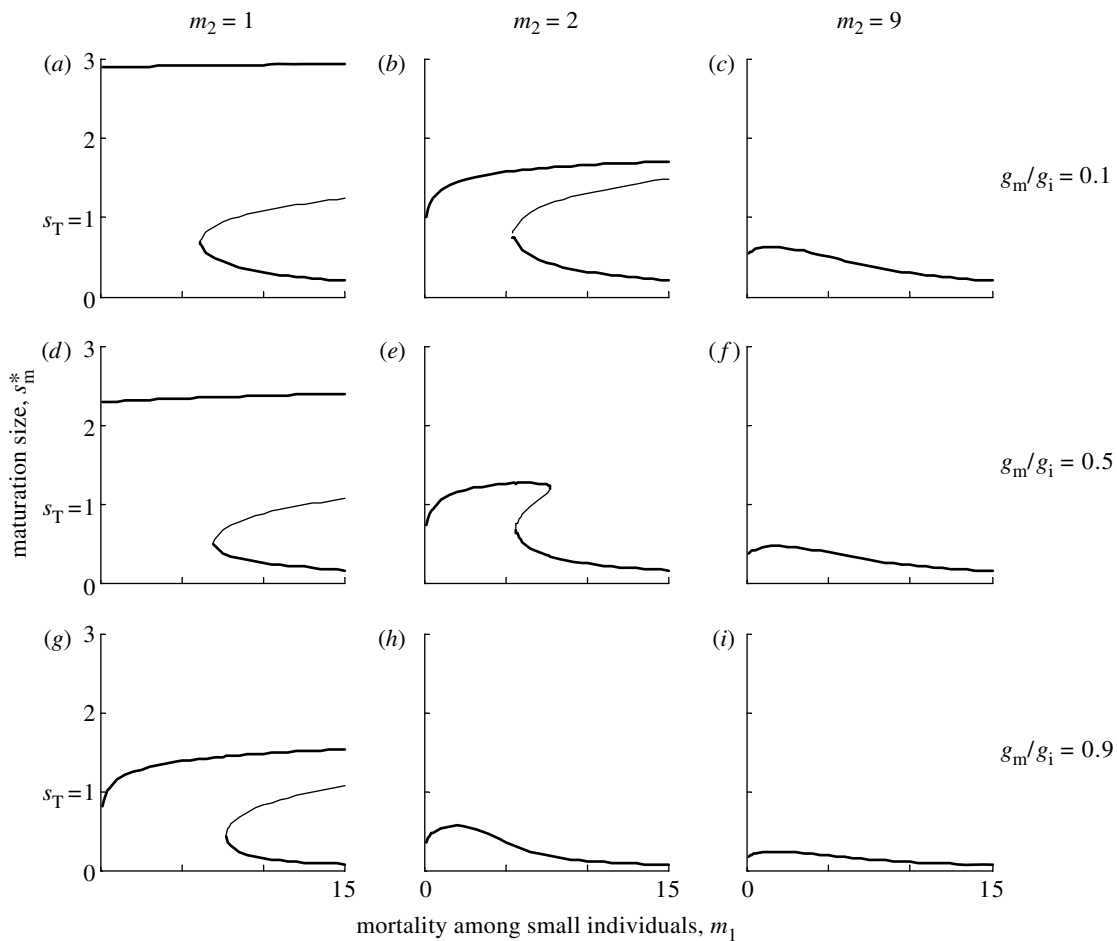 m₂ = 1 m₂ = 2 m₂ = 9
(a) 3 (b) (c)
2
g_m/g_i = 0.1
s_T = 1
0
(d) 3 (e) (f)
2
g_m/g_i = 0.5
s_T = 1
0
(g) 3 (h) (i)
2
g_m/g_i = 0.9
s_T = 1
0
15 0 15 0 15
maturation size, s*_m
mortality among small individuals, m₁